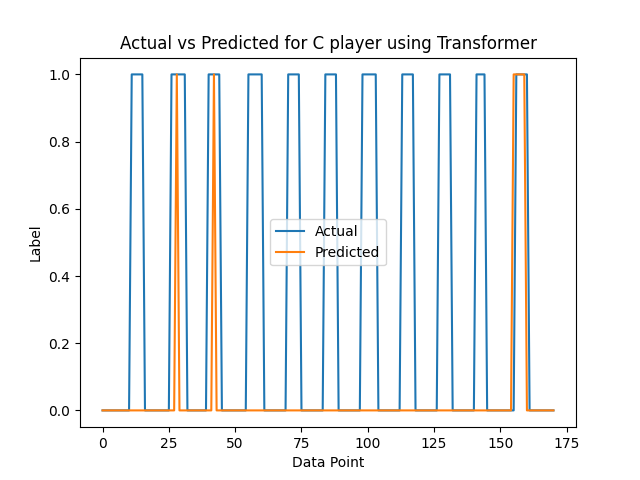 Actual vs Predicted for C player using Transformer
1.0
0.8
0.6
0.4
0.2
0.0
Label
Actual
Predicted
0 25 50 75 100 125 150 175
Data Point